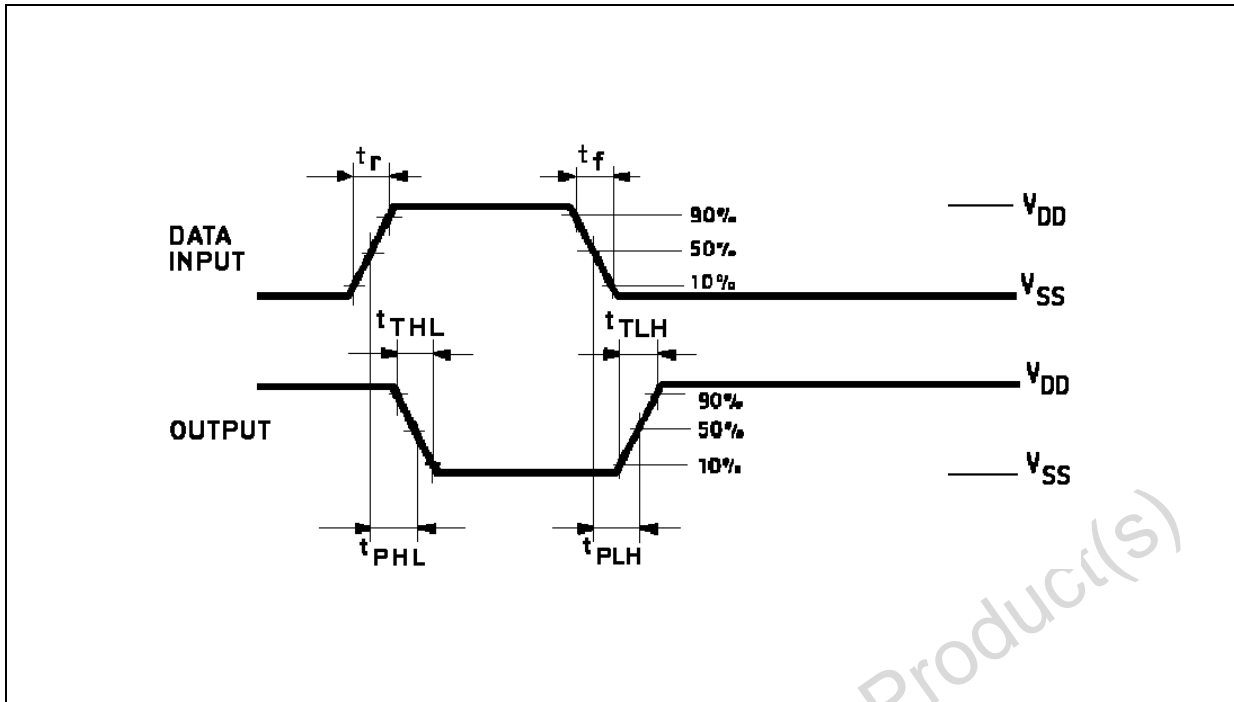 tr
tf
90%
VDD
DATA
INPUT
50%
10%
VSS
tTHL
tTLH
VDD
90%
OUTPUT
50%
10%
VSS
tPHL
tPLH
Product(s)